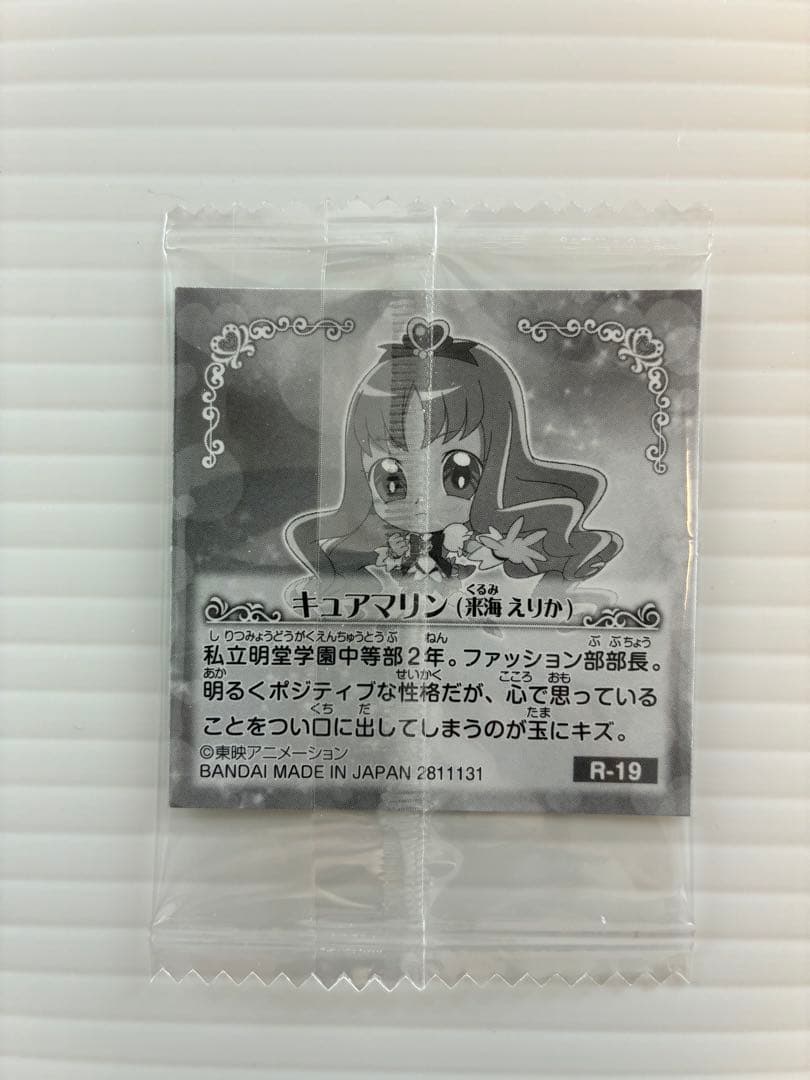 キュアマリン(来海 えりか)
くるみ
しりつみょうどうがくえんちゅうとうぶ ねん ぶ ぶちょう
私立明堂学園中等部2年。ファッション部部長。
あか せいかく こころ おも
明るくポジティブな性格だが、心で思っている
くち だ たま
ことをつい口に出してしまうのが玉にキズ。
©東映アニメーション
BANDAI MADE IN JAPAN 2811131
R-19